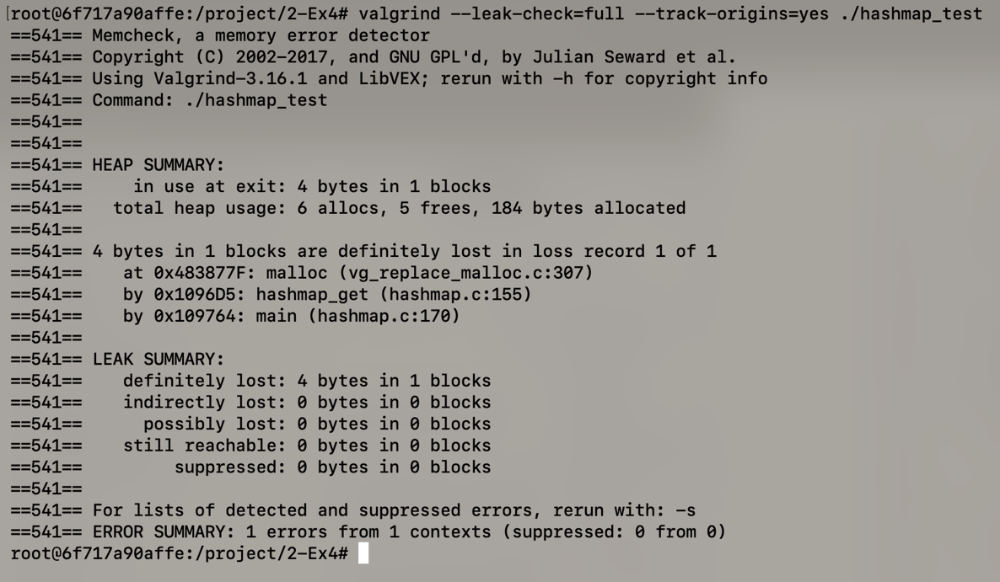 [root@6f717a90affe:/project/2-Ex4# valgrind --leak-check=full --track-origins=yes ./hashmap_test
==541== Memcheck, a memory error detector
==541== Copyright (C) 2002-2017, and GNU GPL'd, by Julian Seward et al.
==541== Using Valgrind-3.16.1 and LibVEX; rerun with -h for copyright info
==541== Command: ./hashmap_test
==541==
==541==
==541== HEAP SUMMARY:
==541==     in use at exit: 4 bytes in 1 blocks
==541==   total heap usage: 6 allocs, 5 frees, 184 bytes allocated
==541==
==541== 4 bytes in 1 blocks are definitely lost in loss record 1 of 1
==541==    at 0x483877F: malloc (vg_replace_malloc.c:307)
==541==    by 0x1096D5: hashmap_get (hashmap.c:155)
==541==    by 0x109764: main (hashmap.c:170)
==541==
==541== LEAK SUMMARY:
==541==    definitely lost: 4 bytes in 1 blocks
==541==    indirectly lost: 0 bytes in 0 blocks
==541==      possibly lost: 0 bytes in 0 blocks
==541==    still reachable: 0 bytes in 0 blocks
==541==         suppressed: 0 bytes in 0 blocks
==541==
==541== For lists of detected and suppressed errors, rerun with: -s
==541== ERROR SUMMARY: 1 errors from 1 contexts (suppressed: 0 from 0)
root@6f717a90affe:/project/2-Ex4#